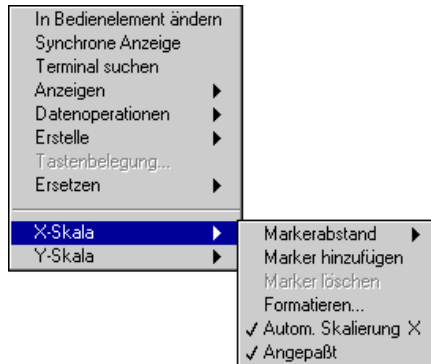 In Bedienelement ändern
Synchrone Anzeige
Terminal suchen
Anzeigen
Datenoperationen
Erstelle
Tastenbelegung...
Ersetzen
X-Skala
Y-Skala
Markerabstand
Marker hinzufügen
Marker löschen
Formatieren...
Autom. Skalierung X
Angepaßt